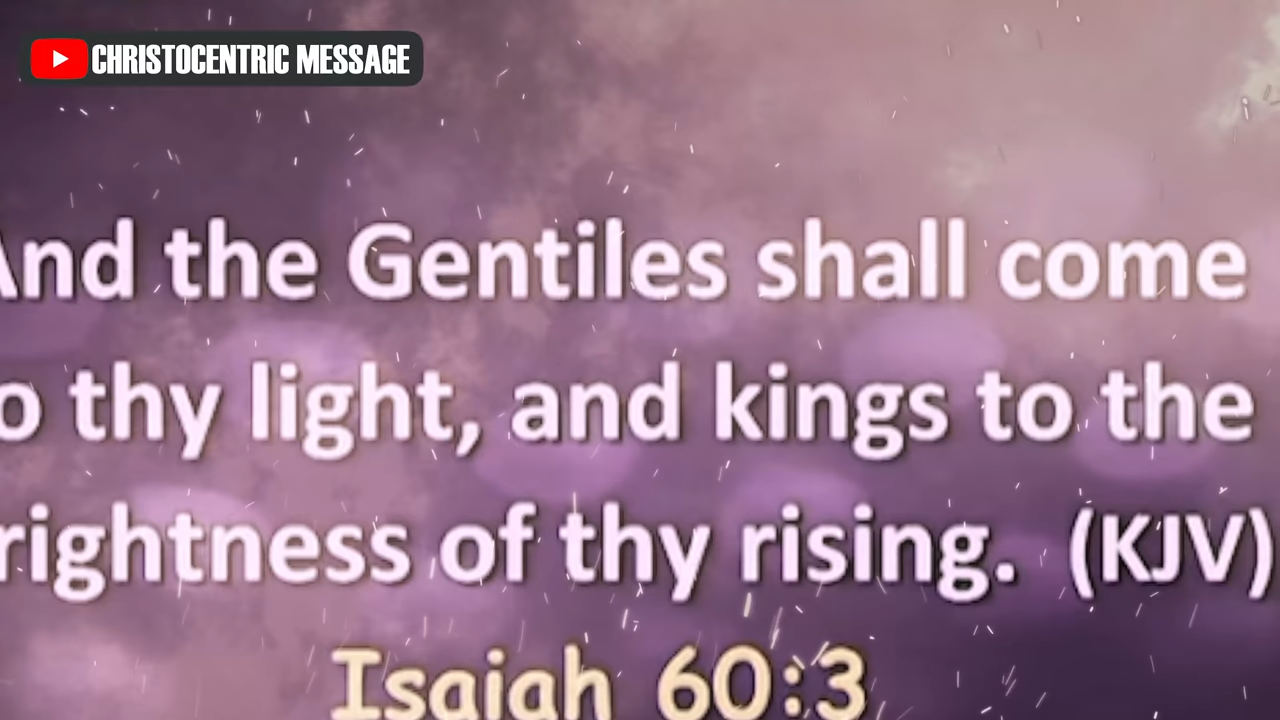 CHRISTOCENTRIC MESSAGE
And the Gentiles shall come
o thy light, and kings to the
rightness of thy rising. (KJV)
Isaiah 60:3